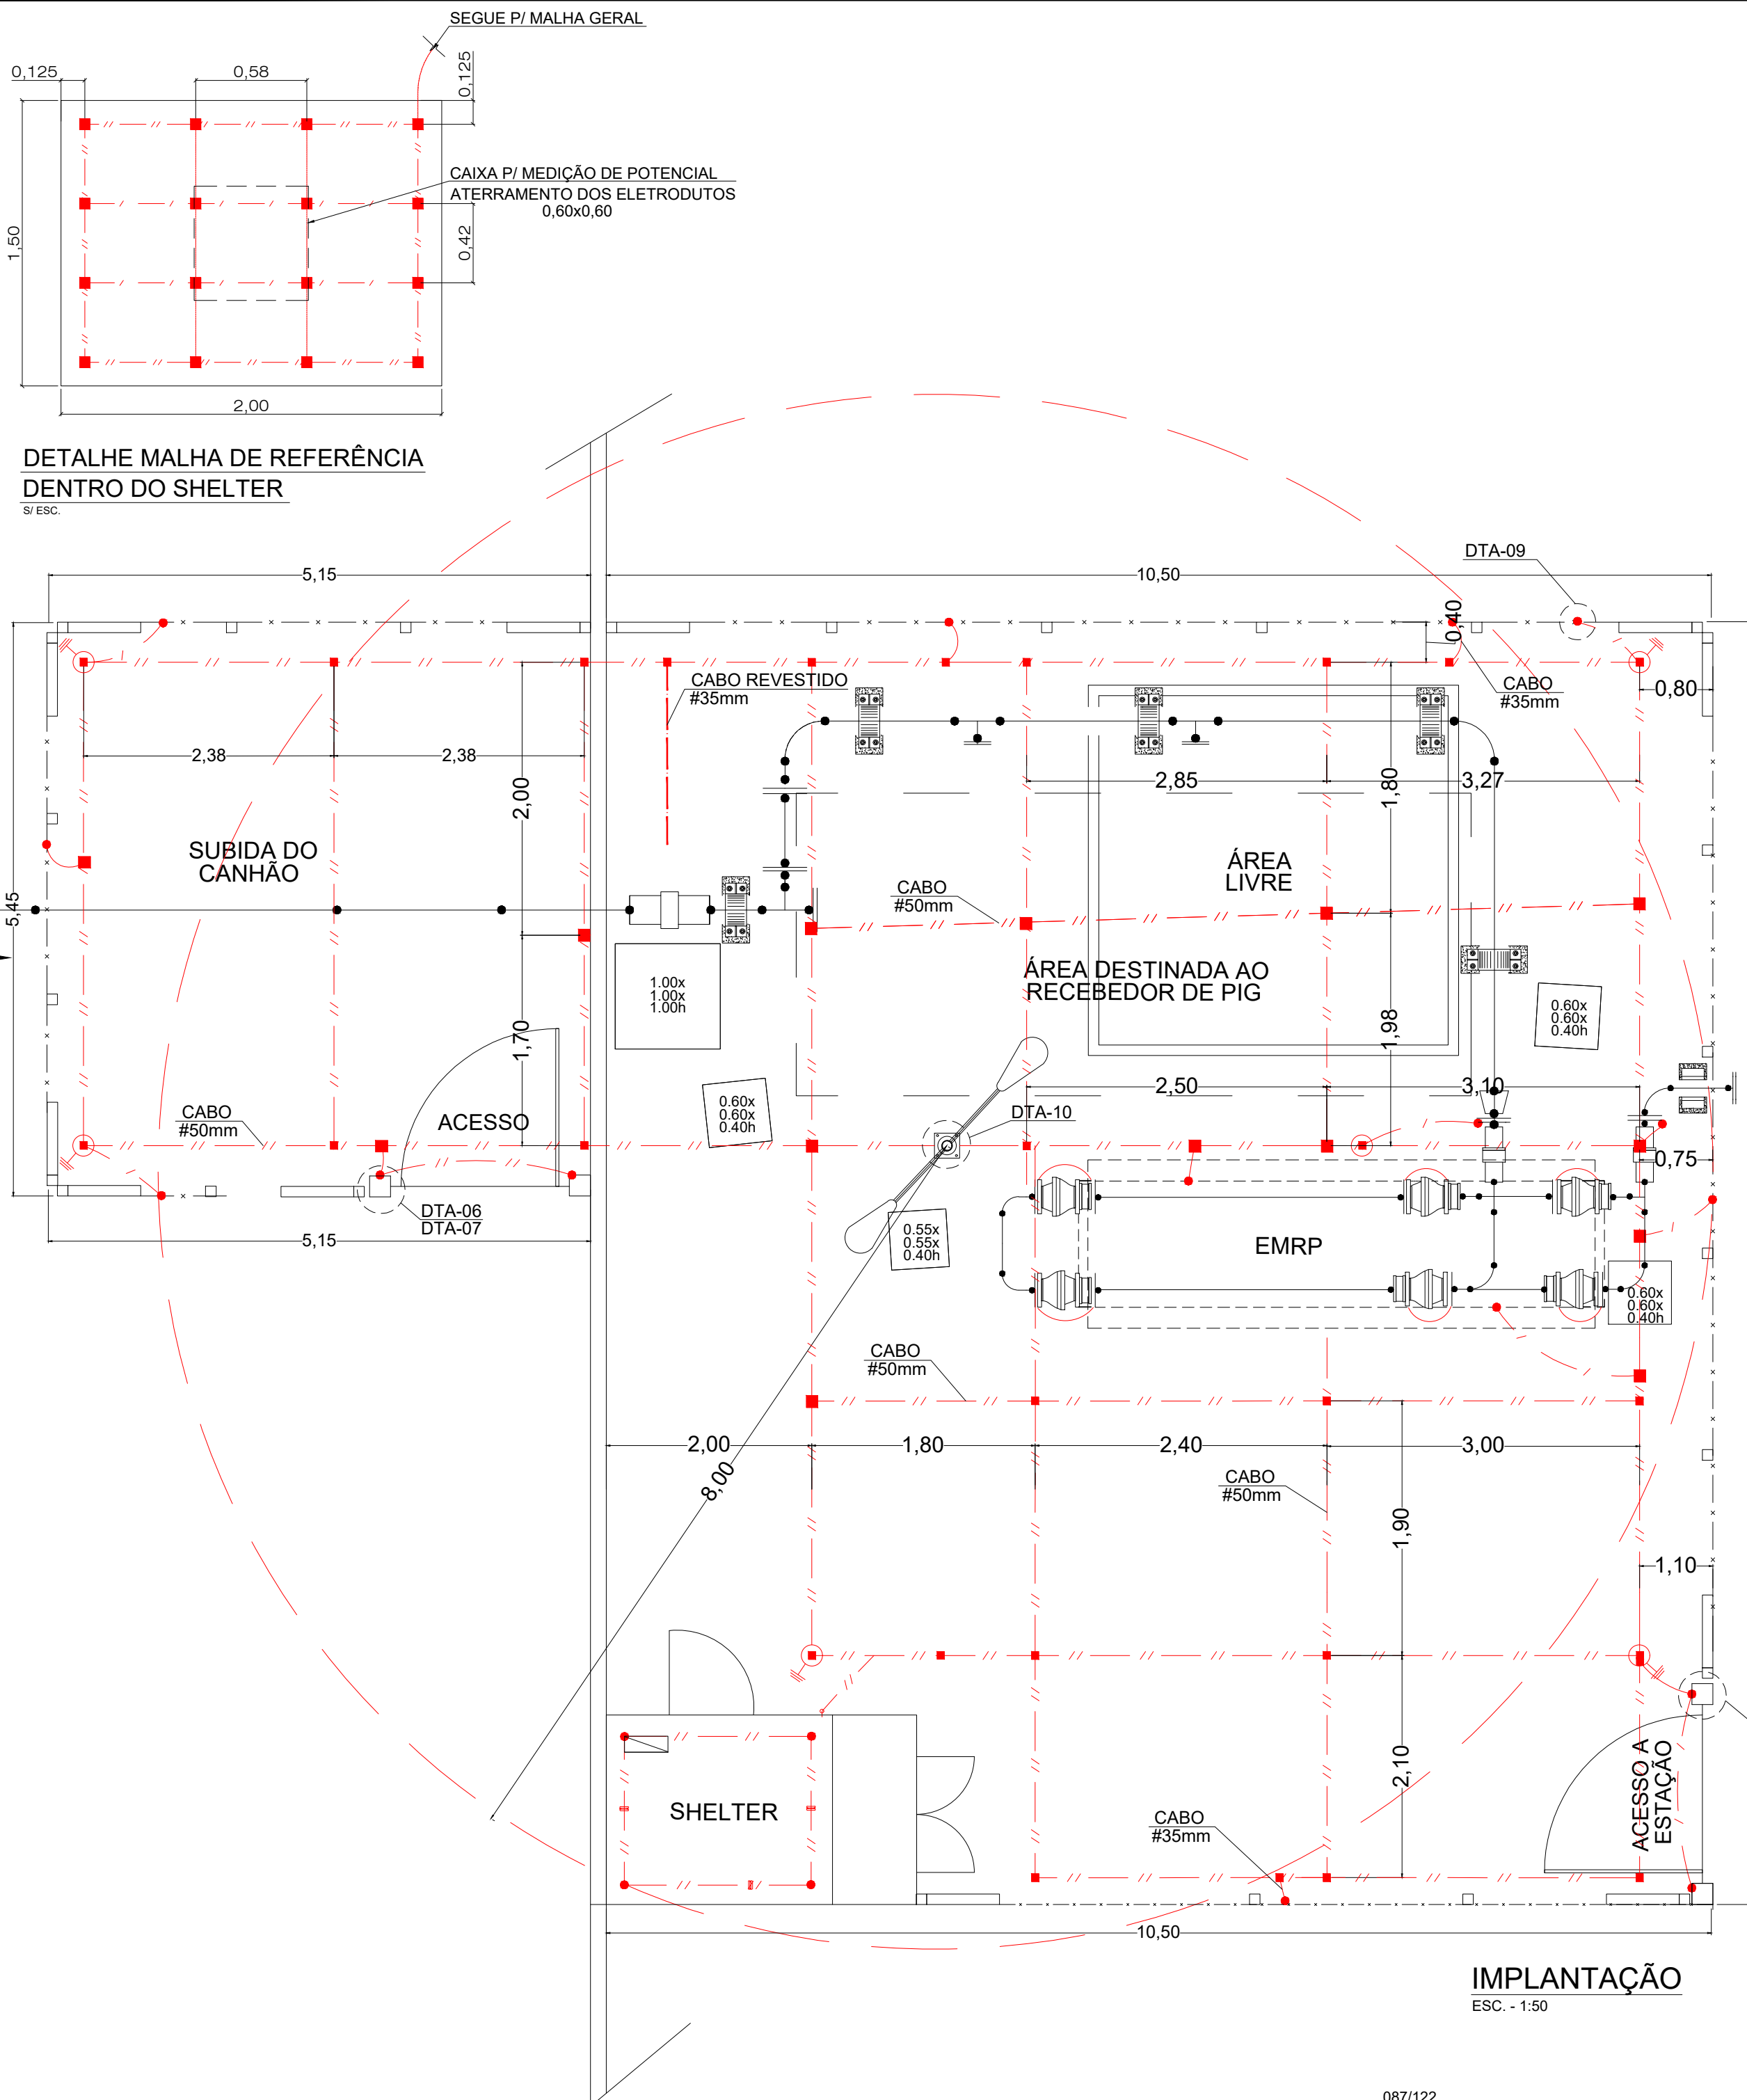 SEGUE P/ MALHA GERAL
0,125
0,58
0,125
CAIXA P/ MEDIÇÃO DE POTENCIAL
ATERRAMENTO DOS ELETRODUTOS
0,60x0,60
1,50
0,42
2,00
DETALHE MALHA DE REFERÊNCIA
DENTRO DO SHELTER
S/ ESC.
5,15
10,50
DTA-09
0,40
CABO REVESTIDO
#35mm
CABO
#35mm
0,80
2,38
2,38
2,00
2,85
1,80
3,27
SUBIDA DO
CANHÃO
ÁREA
LIVRE
CABO
#50mm
5,45
ÁREA DESTINADA AO
RECEBEDOR DE PIG
1.00x
1.00x
1.00h
0.60x
0.60x
0.40h
1,70
1,98
2,50
3,10
0.60x
0.60x
0.40h
CABO
#50mm
ACESSO
DTA-10
0,75
DTA-06
DTA-07
5,15
0.55x
0.55x
0.40h
EMRP
0.60x
0.60x
0.40h
CABO
#50mm
2,00
1,80
2,40
3,00
8,00
CABO
#50mm
1,90
1,10
2,10
ACESSO A
ESTAÇÃO
SHELTER
CABO
#35mm
10,50
IMPLANTAÇÃO
ESC. - 1:50
087/122